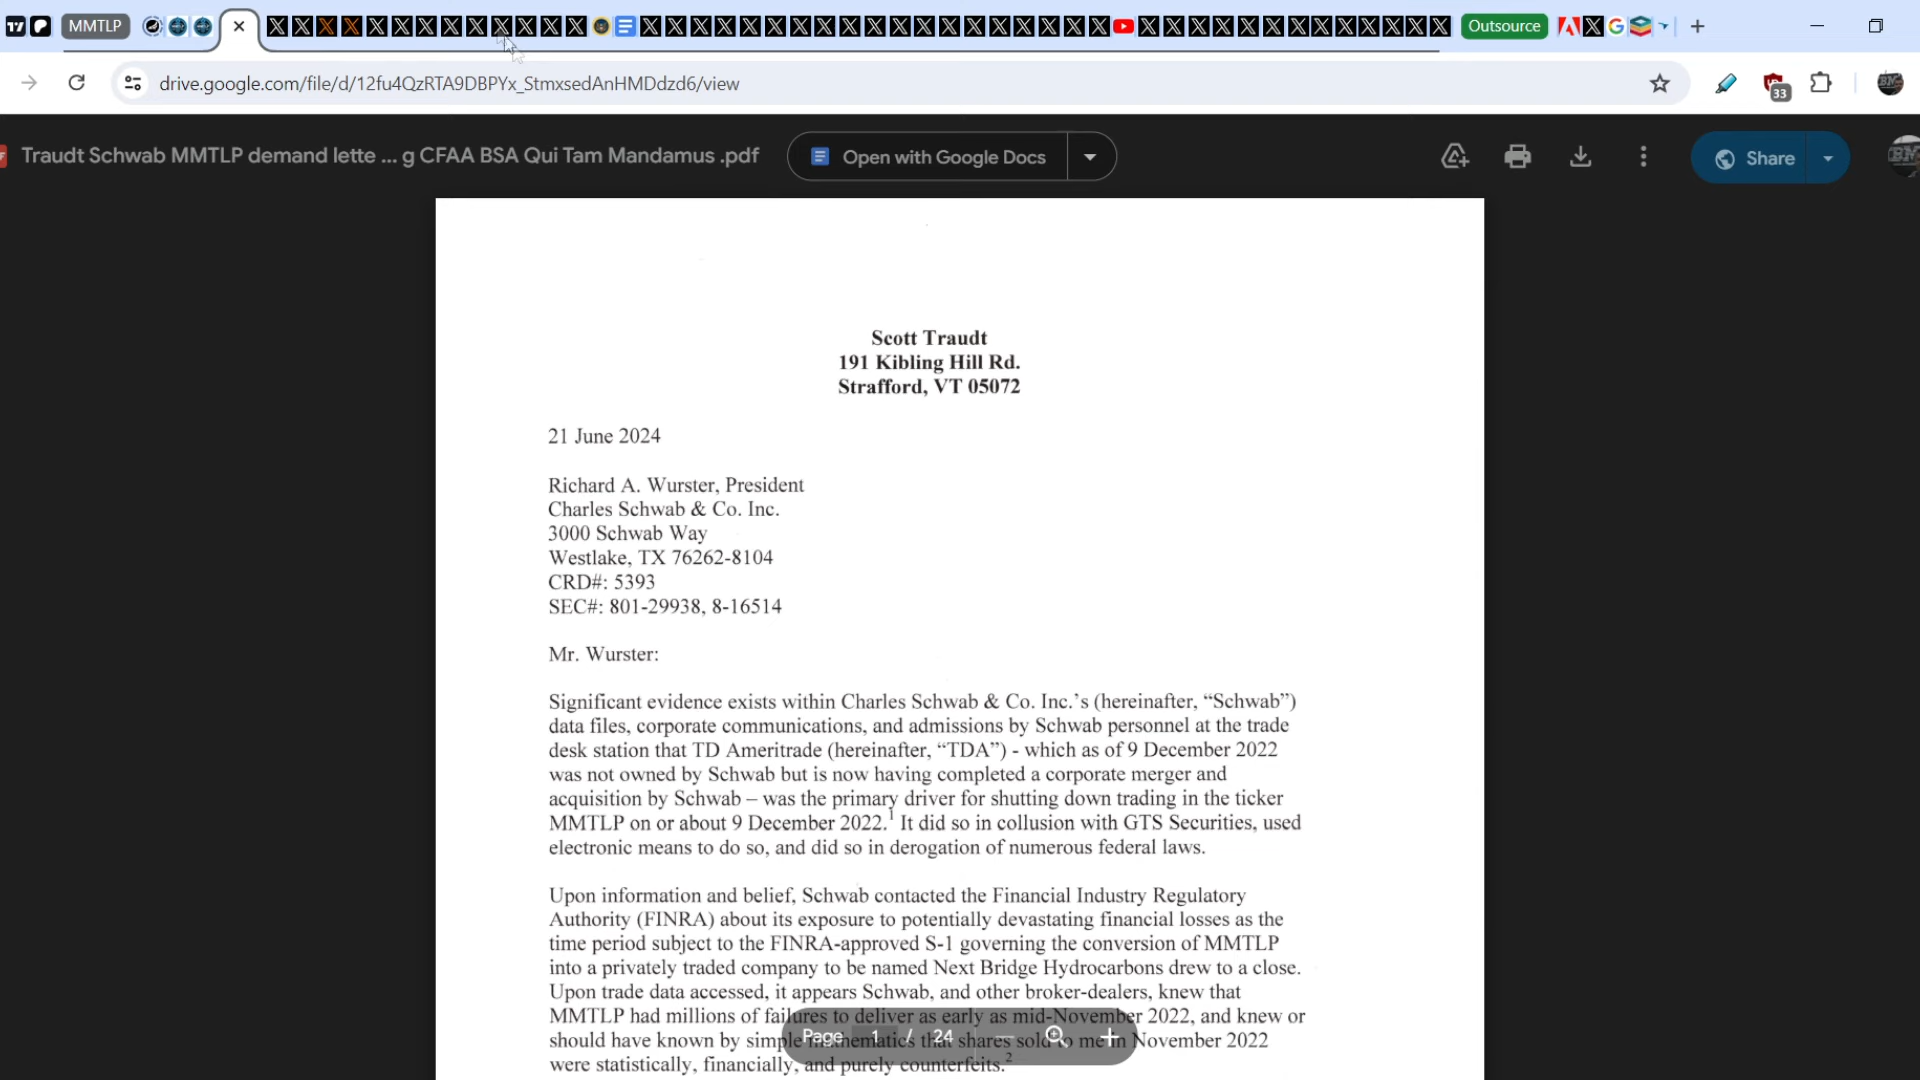 MMTLP
Outsource
drive.google.com/file/d/12fu4QzRTA9DBPYx_StmxsedAnHMDdzd6/view
33
Traudt Schwab MMTLP demand lette ... g CFAA BSA Qui Tam Mandamus .pdf
Open with Google Docs
Share
Scott Traudt
191 Kibling Hill Rd.
Strafford, VT 05072
21 June 2024
Richard A. Wurster, President
Charles Schwab & Co. Inc.
3000 Schwab Way
Westlake, TX 76262-8104
CRD#: 5393
SEC#: 801-29938, 8-16514
Mr. Wurster:
Significant evidence exists within Charles Schwab & Co. Inc.’s (hereinafter, “Schwab”)
data files, corporate communications, and admissions by Schwab personnel at the trade
desk station that TD Ameritrade (hereinafter, “TDA”) - which as of 9 December 2022
was not owned by Schwab but is now having completed a corporate merger and
acquisition by Schwab – was the primary driver for shutting down trading in the ticker
MMTLP on or about 9 December 2022.1 It did so in collusion with GTS Securities, used
electronic means to do so, and did so in derogation of numerous federal laws.
Upon information and belief, Schwab contacted the Financial Industry Regulatory
Authority (FINRA) about its exposure to potentially devastating financial losses as the
time period subject to the FINRA-approved S-1 governing the conversion of MMTLP
into a privately traded company to be named Next Bridge Hydrocarbons drew to a close.
Upon trade data accessed, it appears Schwab, and other broker-dealers, knew that
MMTLP had millions of failures to deliver as early as mid-November 2022, and knew or
should have known by simple mathematics that shares sold to me in November 2022
were statistically, financially, and purely counterfeits.2
Page 1 / 24